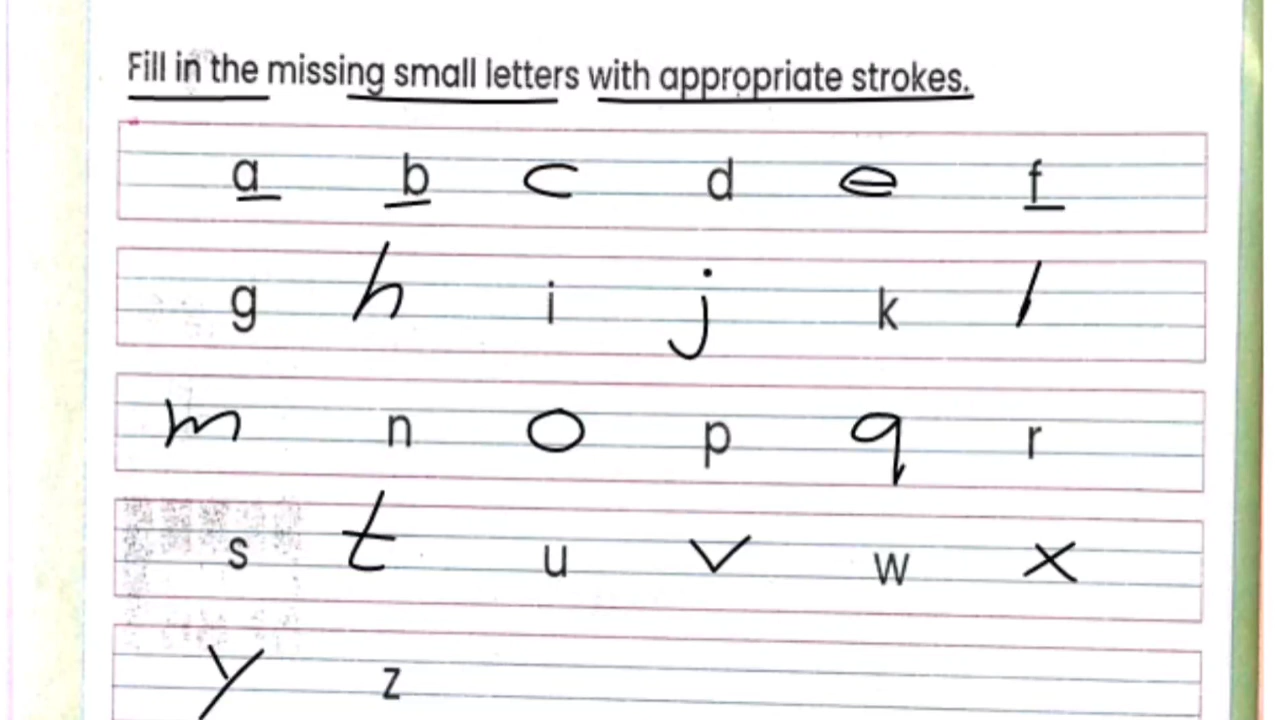 Fill in the missing small letters with appropriate strokes.
a b c d e f
g h i j k l
m n o p q r
s t u v w x
y z